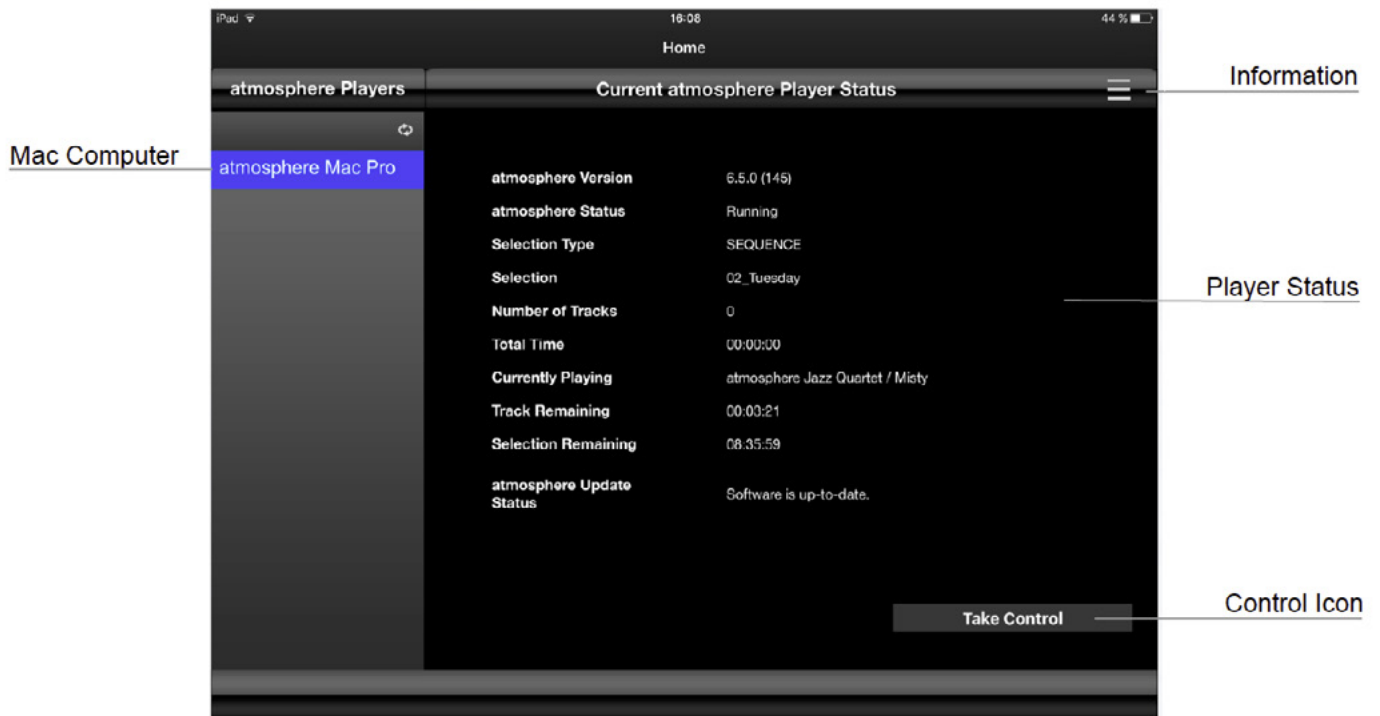 iPad
16:08
44 %
Home
Information
atmosphere Players
Current atmosphere Player Status
Mac Computer
atmosphere Mac Pro
atmosphere Version 6.5.0 (145)
atmosphere Status Running
Selection Type SEQUENCE
Selection 02_Tuesday
Player Status
Number of Tracks 0
Total Time 00:00:00
Currently Playing atmosphere Jazz Quartet / Misty
Track Remaining 00:03:21
Selection Remaining 08:35:59
atmosphere Update
Status
Software is up-to-date.
Control Icon
Take Control